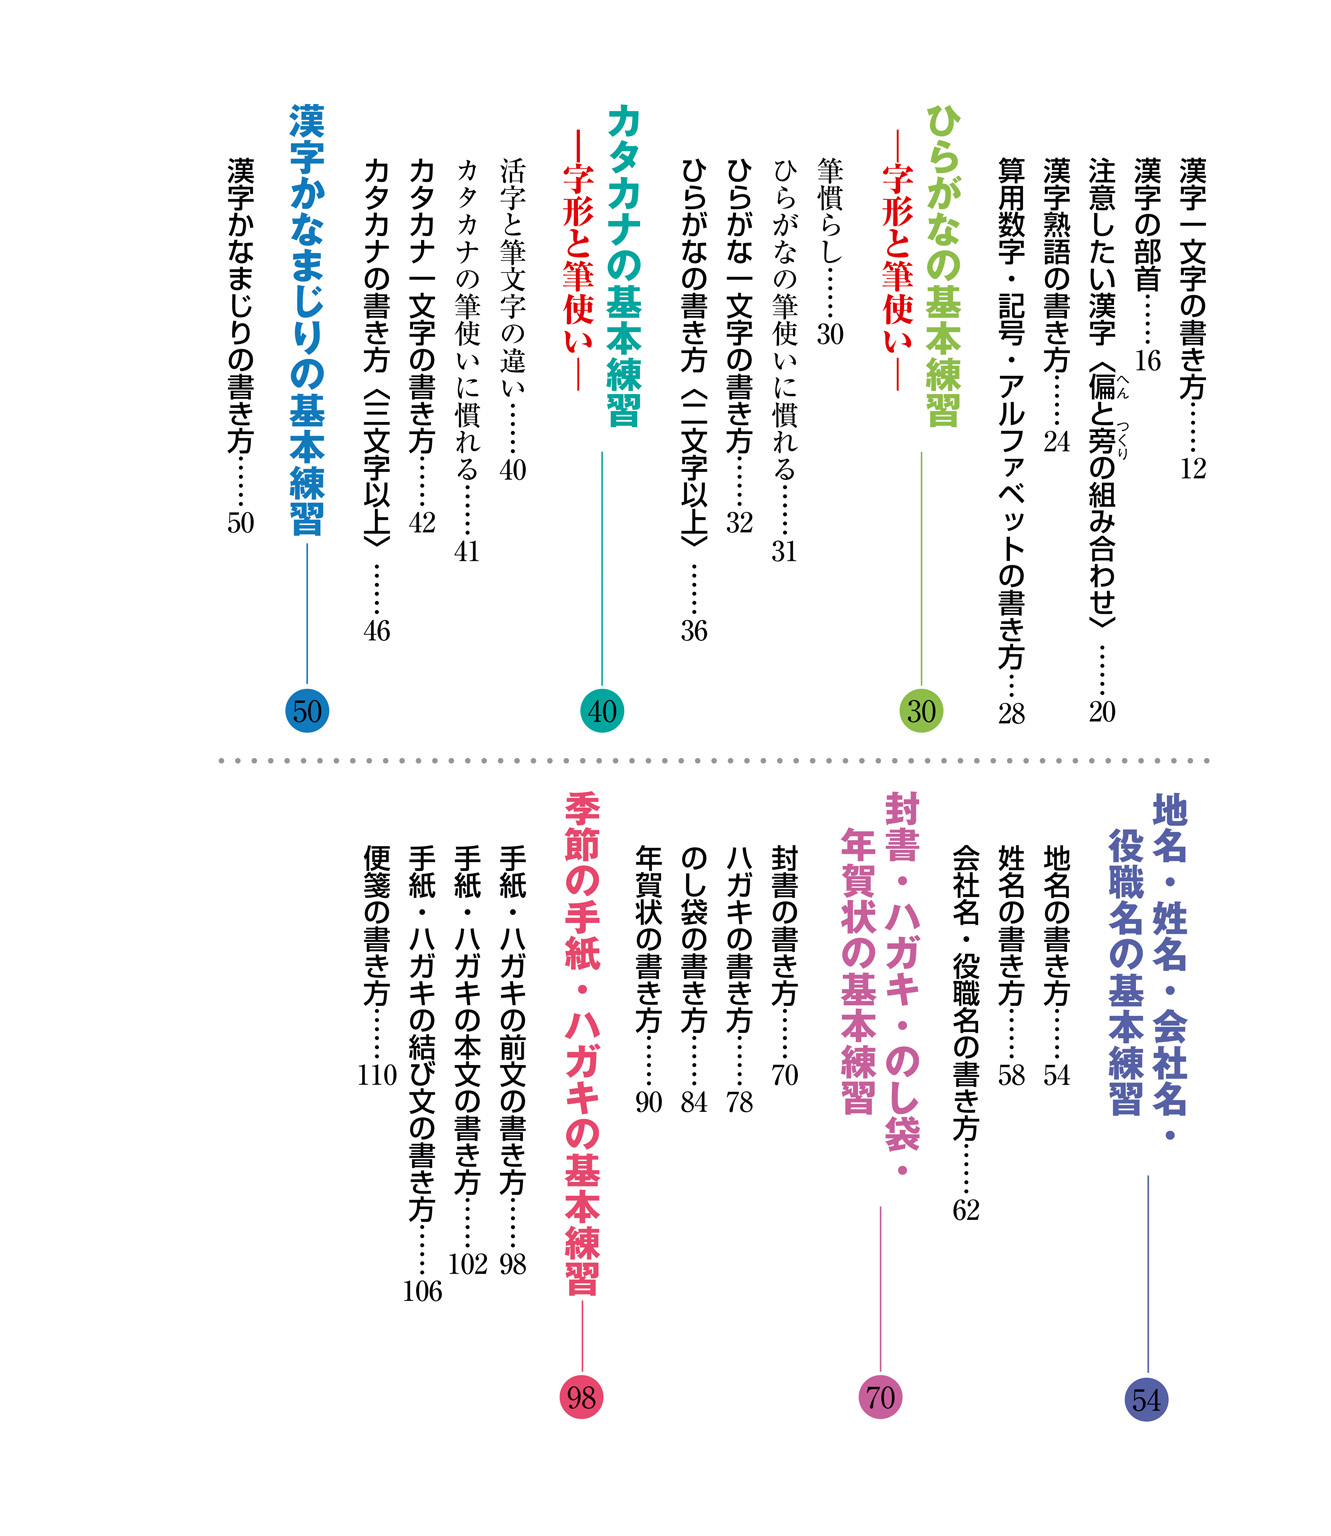 漢字一文字の書き方……12
漢字の部首……16
注意したい漢字〈偏と旁の組み合わせ〉……20
へん
つくり
漢字熟語の書き方……24
算用数字・記号・アルファベットの書き方…28
ひらがなの基本練習 30
―字形と筆使い―
筆慣らし……30
ひらがなの筆使いに慣れる……31
ひらがな一文字の書き方……32
ひらがなの書き方〈二文字以上〉……36
カタカナの基本練習 40
―字形と筆使い―
活字と筆文字の違い……40
カタカナの筆使いに慣れる……41
カタカナ一文字の書き方……42
カタカナの書き方〈三文字以上〉……46
漢字かなまじりの基本練習 50
漢字かなまじりの書き方……50
地名・姓名・会社名・
役職名の基本練習 54
地名の書き方……54
姓名の書き方……58
会社名・役職名の書き方……62
封書・ハガキ・のし袋・
年賀状の基本練習 70
封書の書き方……70
ハガキの書き方……78
のし袋の書き方……84
年賀状の書き方……90
季節の手紙・ハガキの基本練習 98
手紙・ハガキの前文の書き方……98
手紙・ハガキの本文の書き方……102
手紙・ハガキの結び文の書き方……106
便箋の書き方……110